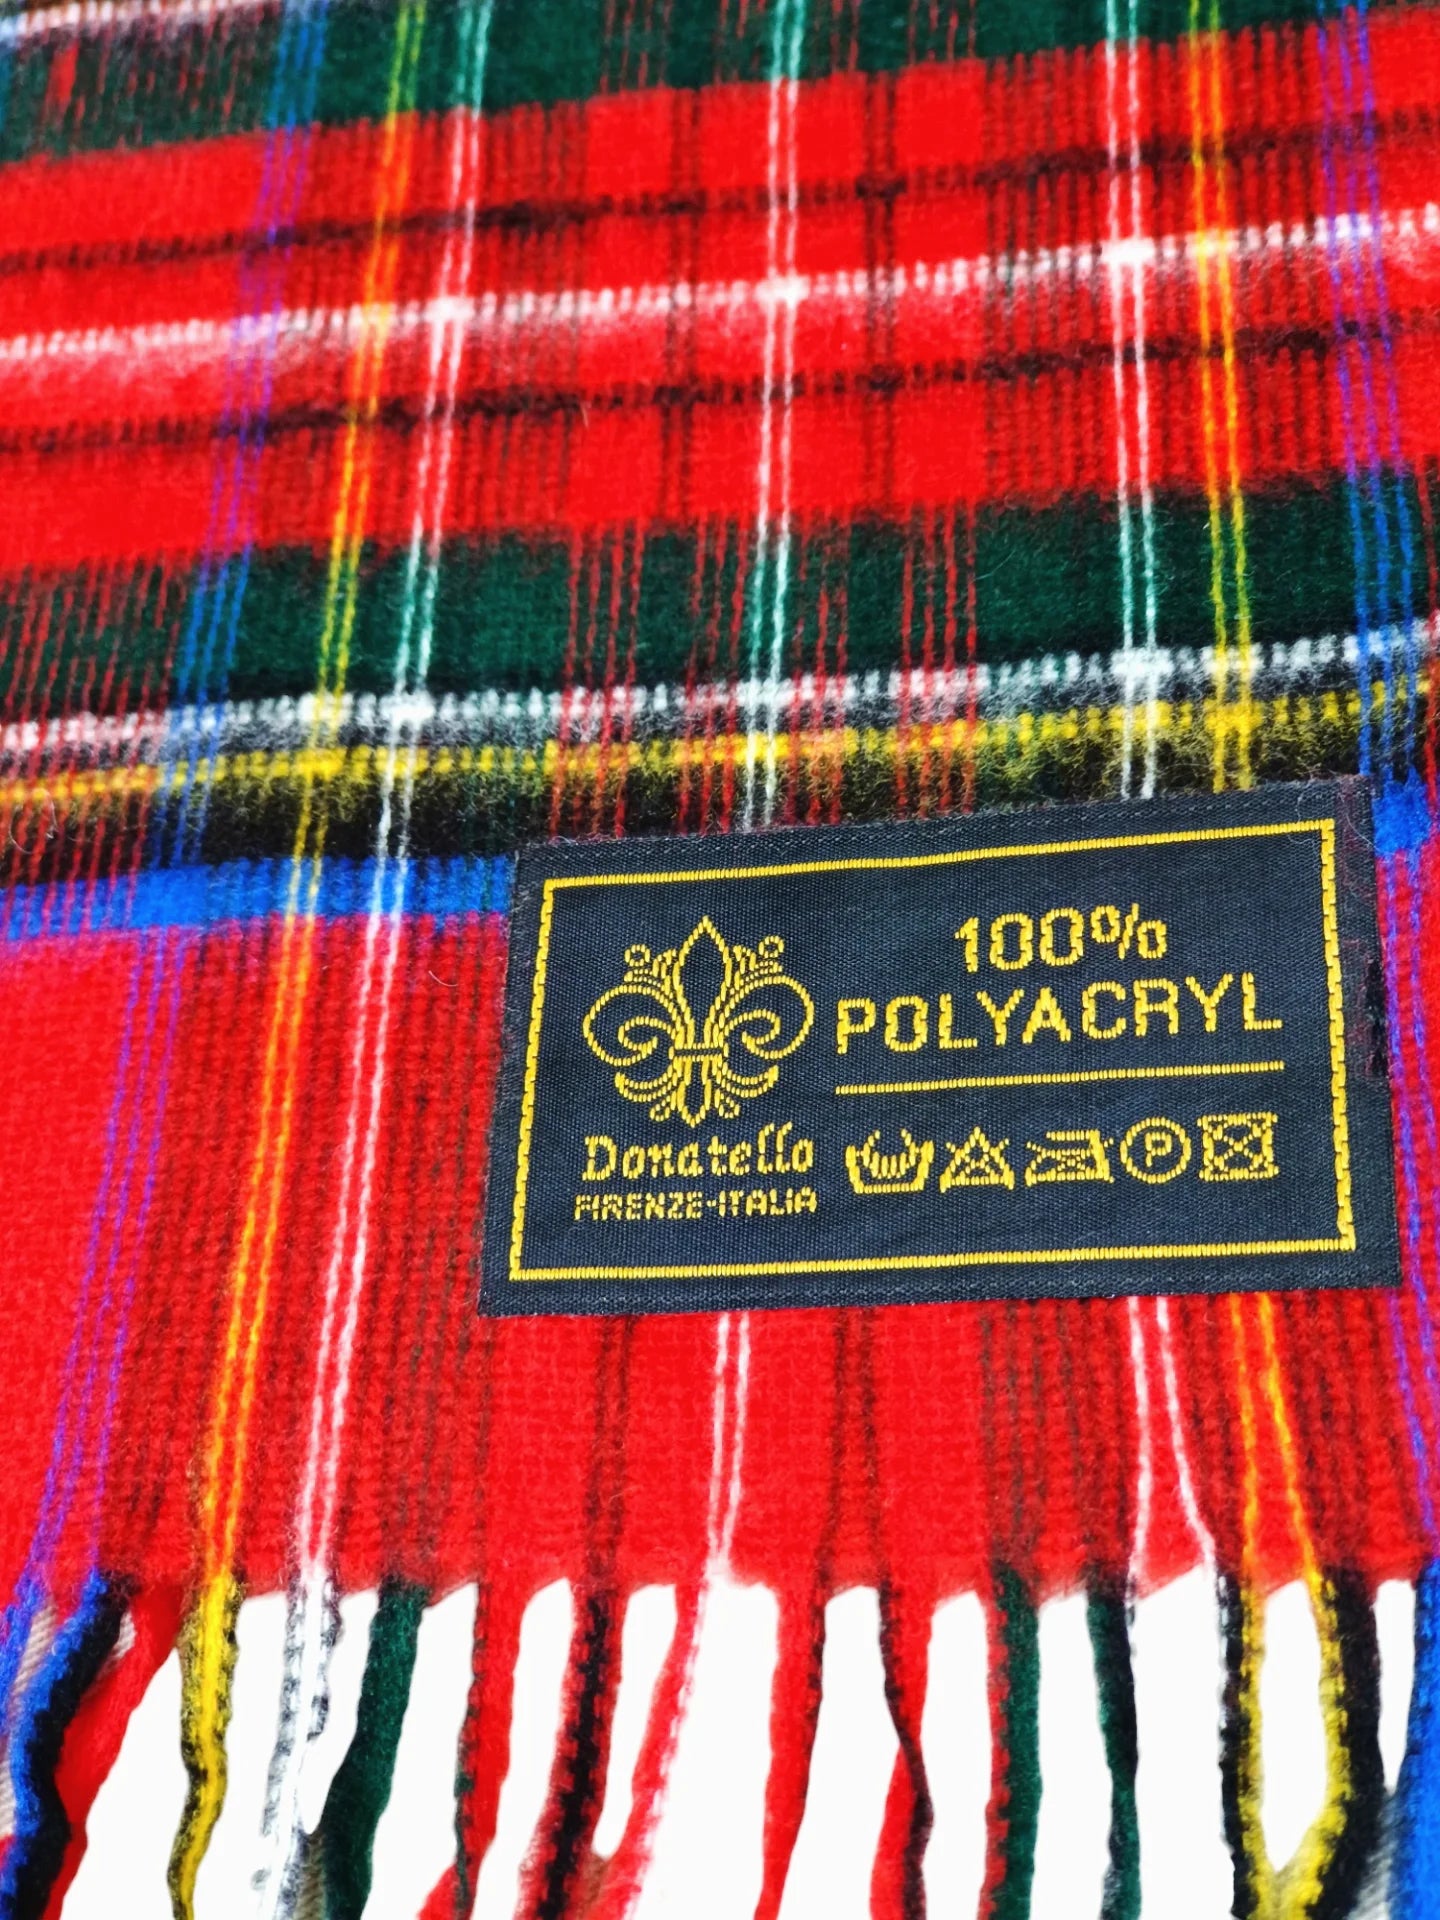 100%
POLYACRYL
Donatello
FIRENZE-ITALIA
P